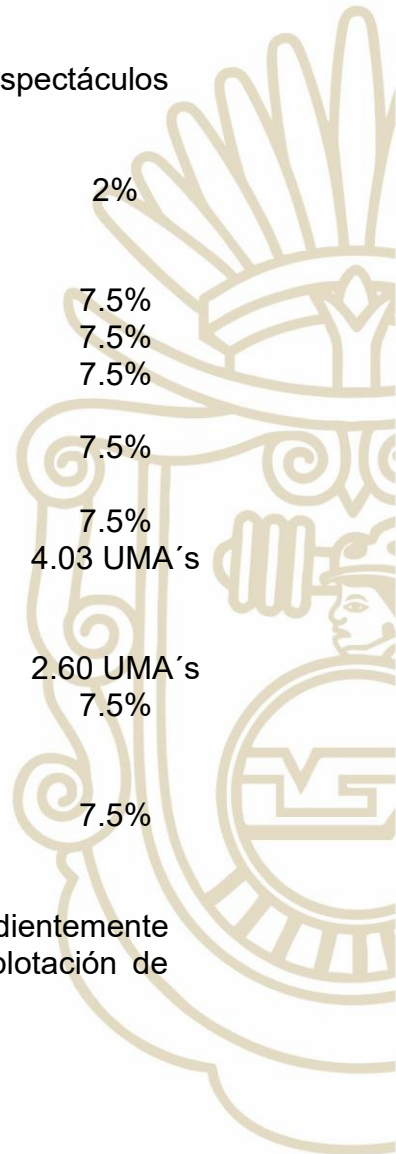 spectáculos
2%
7.5%
7.5%
7.5%
7.5%
7.5%
4.03 UMA´s
2.60 UMA´s
7.5%
7.5%
dientemente
plotación de